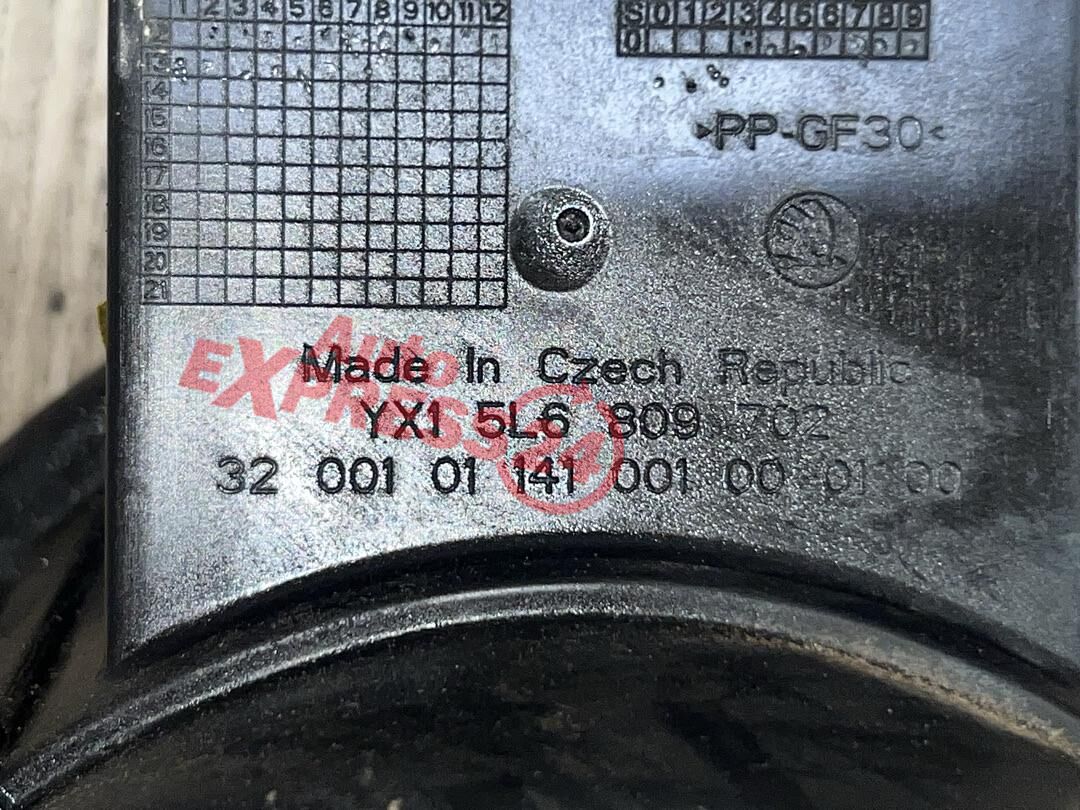 1 2 3 4 5 6 7 8 9 10 11 12
S 0 1 2 3 4 5 6 7 8 9
0
13
14
15
16
17
18
19
20
21
>PP-GF30<
Auto
EXPRESS24
Made In Czech Republic
YX1 5L6 809 702
32 001 01 141 001 00 01 00